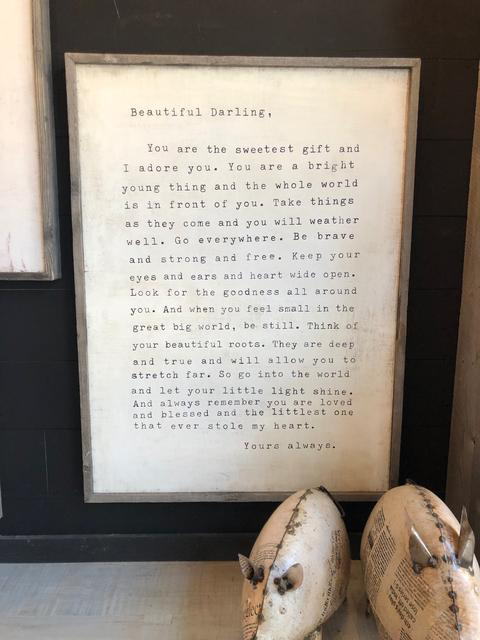 Beautiful Darling,
You are the sweetest gift and
I adore you. You are a bright
young thing and the whole world
is in front of you. Take things
as they come and you will weather
well. Go everywhere. Be brave
and strong and free. Keep your
eyes and ears and heart wide open.
Look for the goodness all around
you. And when you feel small in the
great big world, be still. Think of
your beautiful roots. They are deep
and true and will allow you to
stretch far. So go into the world
and let your little light shine.
And always remember you are loved
and blessed and the littlest one
that ever stole my heart.
Yours always.